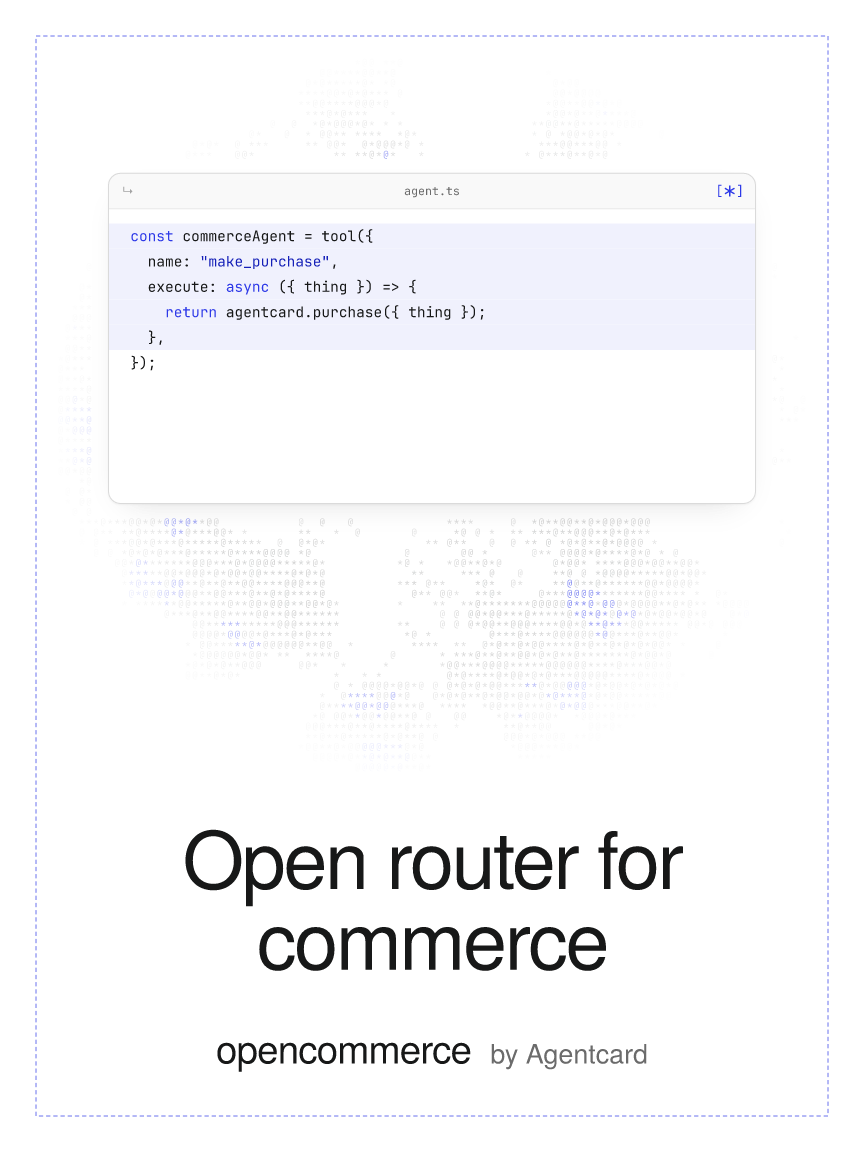 agent.ts
[*]
const commerceAgent = tool({
  name: "make_purchase",
  execute: async ({ thing }) => {
    return agentcard.purchase({ thing });
  },
});
Open router for
commerce
opencommerce by Agentcard